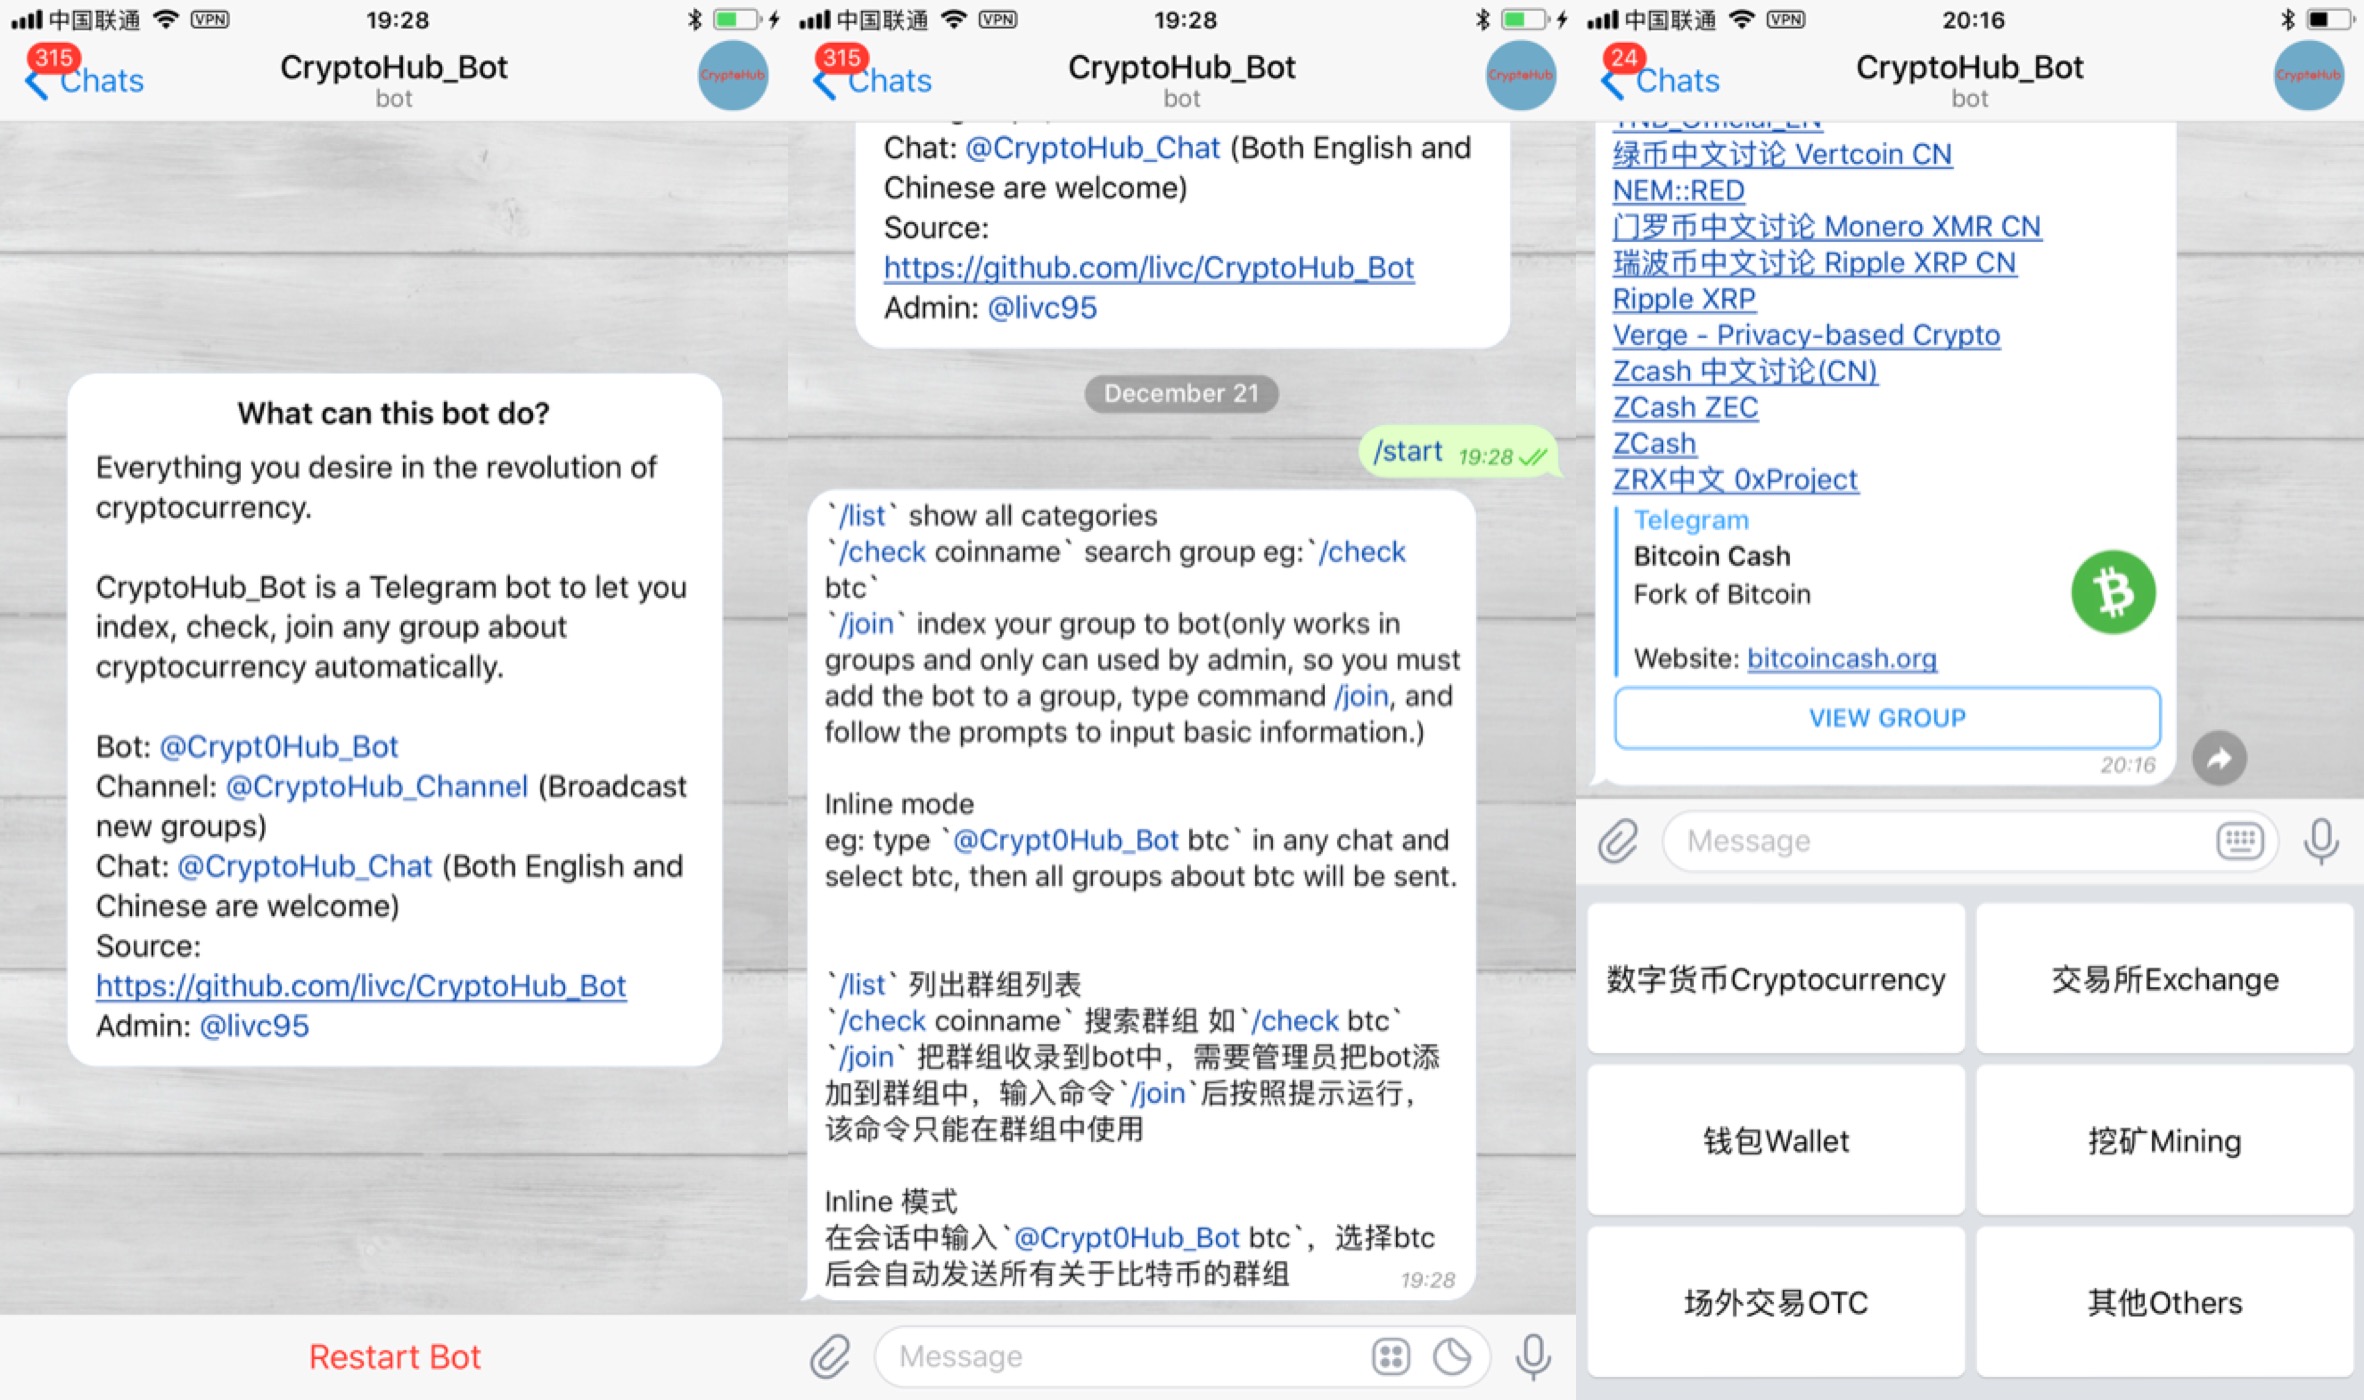 中国联通 VPN 19:28
315
Chats
CryptoHub_Bot
bot
CryptoHub
What can this bot do?
Everything you desire in the revolution of
cryptocurrency.
CryptoHub_Bot is a Telegram bot to let you
index, check, join any group about
cryptocurrency automatically.
Bot: @Crypt0Hub_Bot
Channel: @CryptoHub_Channel (Broadcast
new groups)
Chat: @CryptoHub_Chat (Both English and
Chinese are welcome)
Source:
https://github.com/livc/CryptoHub_Bot
Admin: @livc95
Restart Bot
中国联通 VPN 19:28
315
Chats
CryptoHub_Bot
bot
CryptoHub
Chat: @CryptoHub_Chat (Both English and
Chinese are welcome)
Source:
https://github.com/livc/CryptoHub_Bot
Admin: @livc95
December 21
/start 19:28
`/list` show all categories
`/check coinname` search group eg:`/check
btc`
`/join` index your group to bot(only works in
groups and only can used by admin, so you must
add the bot to a group, type command /join, and
follow the prompts to input basic information.)
Inline mode
eg: type `@Crypt0Hub_Bot btc` in any chat and
select btc, then all groups about btc will be sent.
`/list` 列出群组列表
`/check coinname` 搜索群组 如`/check btc`
`/join` 把群组收录到bot中，需要管理员把bot添
加到群组中，输入命令`/join`后按照提示运行，
该命令只能在群组中使用
Inline 模式
在会话中输入`@Crypt0Hub_Bot btc`，选择btc
后会自动发送所有关于比特币的群组
19:28
Message
中国联通 VPN 20:16
24
Chats
CryptoHub_Bot
bot
CryptoHub
TNB_Official_EN
绿币中文讨论 Vertcoin CN
NEM::RED
门罗币中文讨论 Monero XMR CN
瑞波币中文讨论 Ripple XRP CN
Ripple XRP
Verge - Privacy-based Crypto
Zcash 中文讨论(CN)
ZCash ZEC
ZCash
ZRX中文 0xProject
Telegram
Bitcoin Cash
Fork of Bitcoin
Website: bitcoincash.org
VIEW GROUP
20:16
Message
数字货币Cryptocurrency
交易所Exchange
钱包Wallet
挖矿Mining
场外交易OTC
其他Others